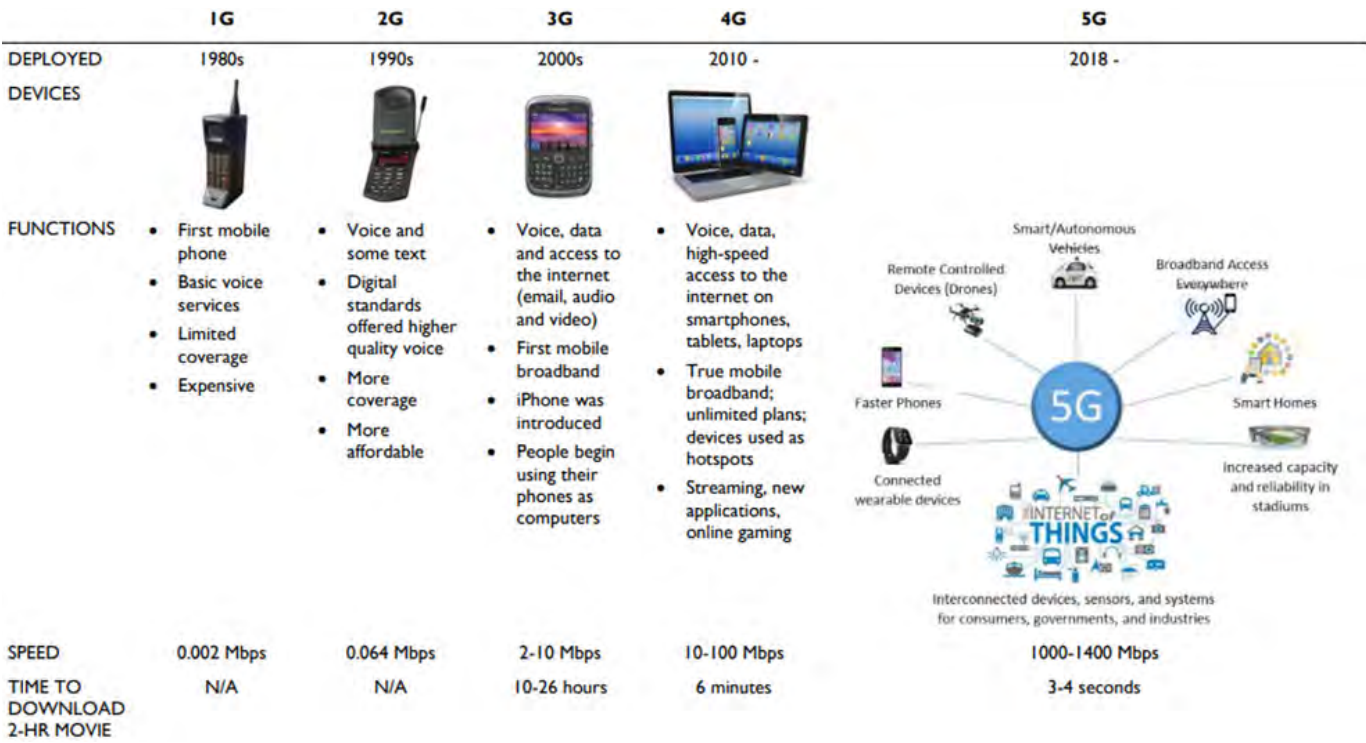 1G 2G 3G 4G 5G
DEPLOYED 1980s 1990s 2000s 2010 - 2018 -
DEVICES
FUNCTIONS
• First mobile
phone
• Basic voice
services
• Limited
coverage
• Expensive
• Voice and
some text
• Digital
standards
offered higher
quality voice
• More
coverage
• More
affordable
• Voice, data
and access to
the internet
(email, audio
and video)
• First mobile
broadband
• iPhone was
introduced
• People begin
using their
phones as
computers
• Voice, data,
high-speed
access to the
internet on
smartphones,
tablets, laptops
• True mobile
broadband;
unlimited plans;
devices used as
hotspots
• Streaming, new
applications,
online gaming
Smart/Autonomous
Vehicles
Remote Controlled
Devices (Drones)
Broadband Access
Everywhere
Faster Phones
5G
Smart Homes
Connected
wearable devices
Increased capacity
and reliability in
stadiums
INTERNET OF
THINGS
Interconnected devices, sensors, and systems
for consumers, governments, and industries
SPEED 0.002 Mbps 0.064 Mbps 2-10 Mbps 10-100 Mbps 1000-1400 Mbps
TIME TO
DOWNLOAD
2-HR MOVIE
N/A N/A 10-26 hours 6 minutes 3-4 seconds